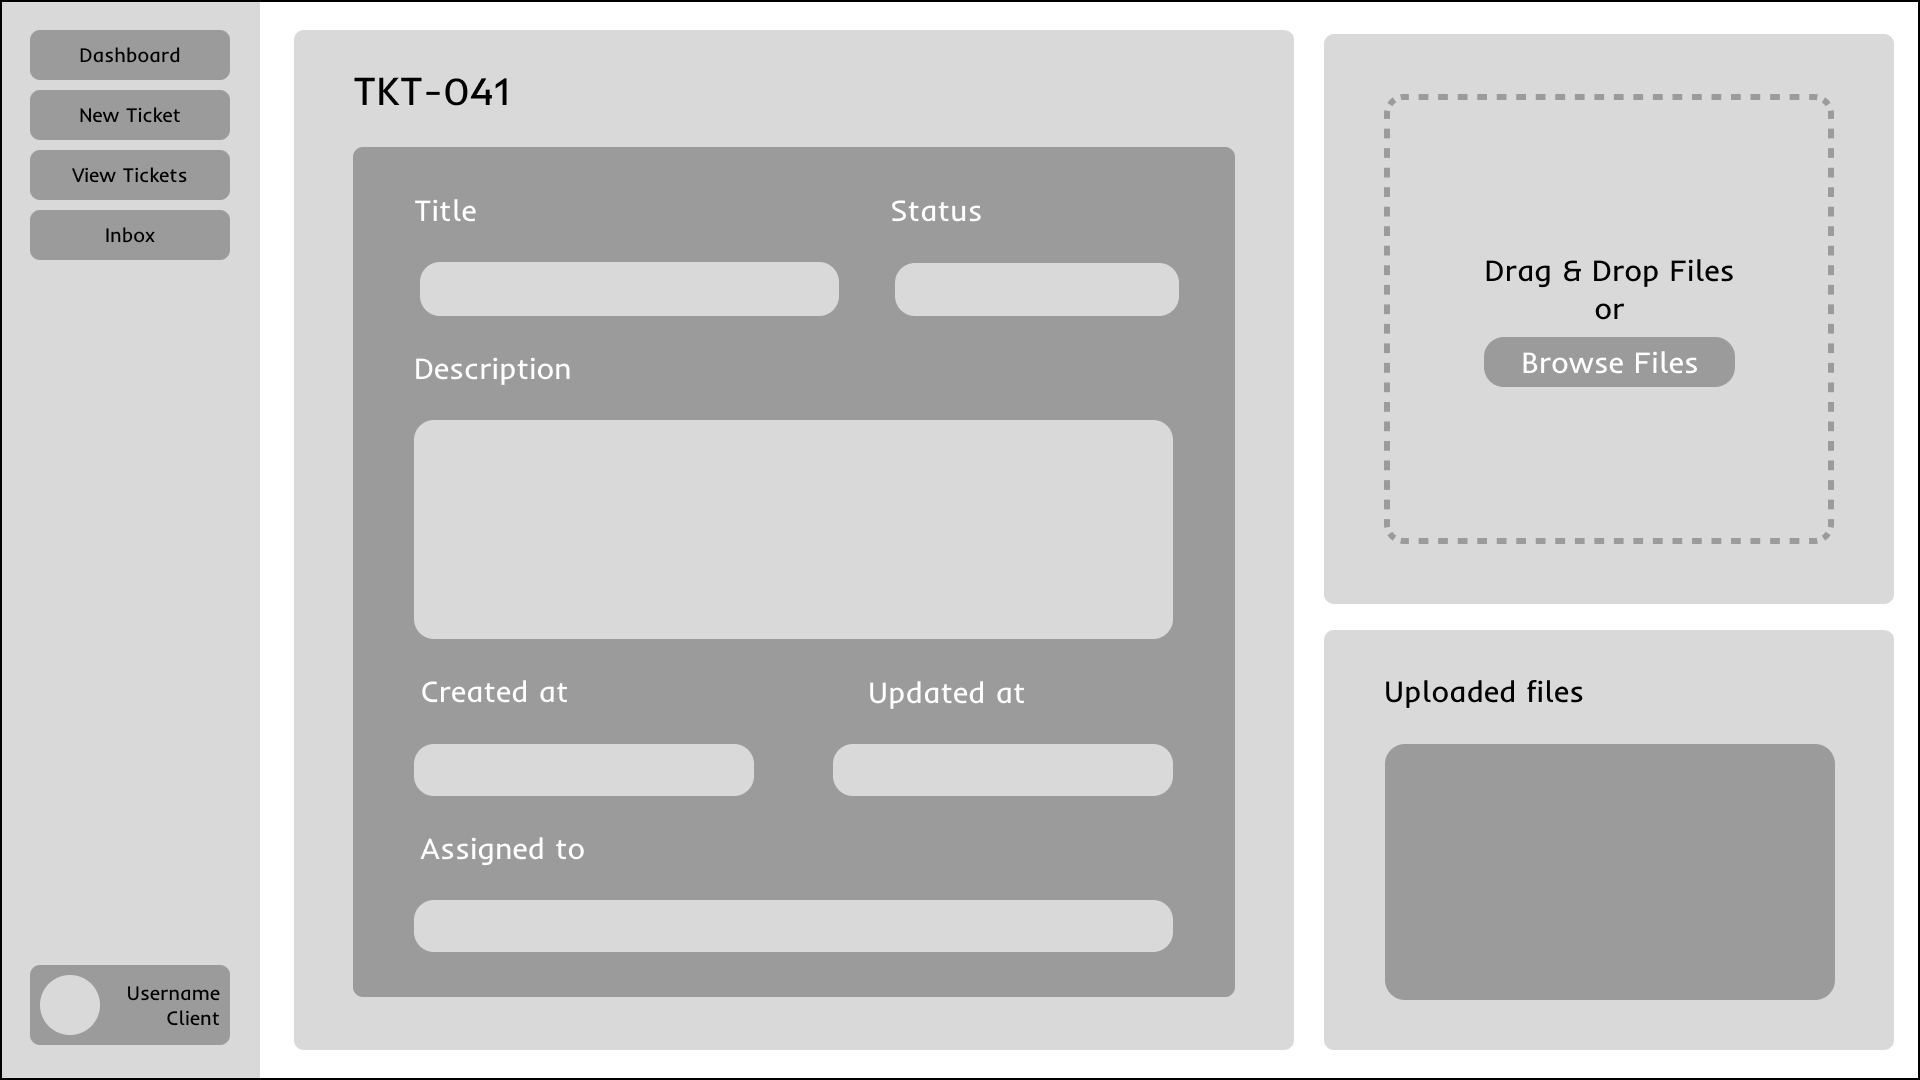 Dashboard
New Ticket
View Tickets
Inbox
Username
Client
TKT-041
Title
Status
Description
Created at
Updated at
Assigned to
Drag & Drop Files
or
Browse Files
Uploaded files